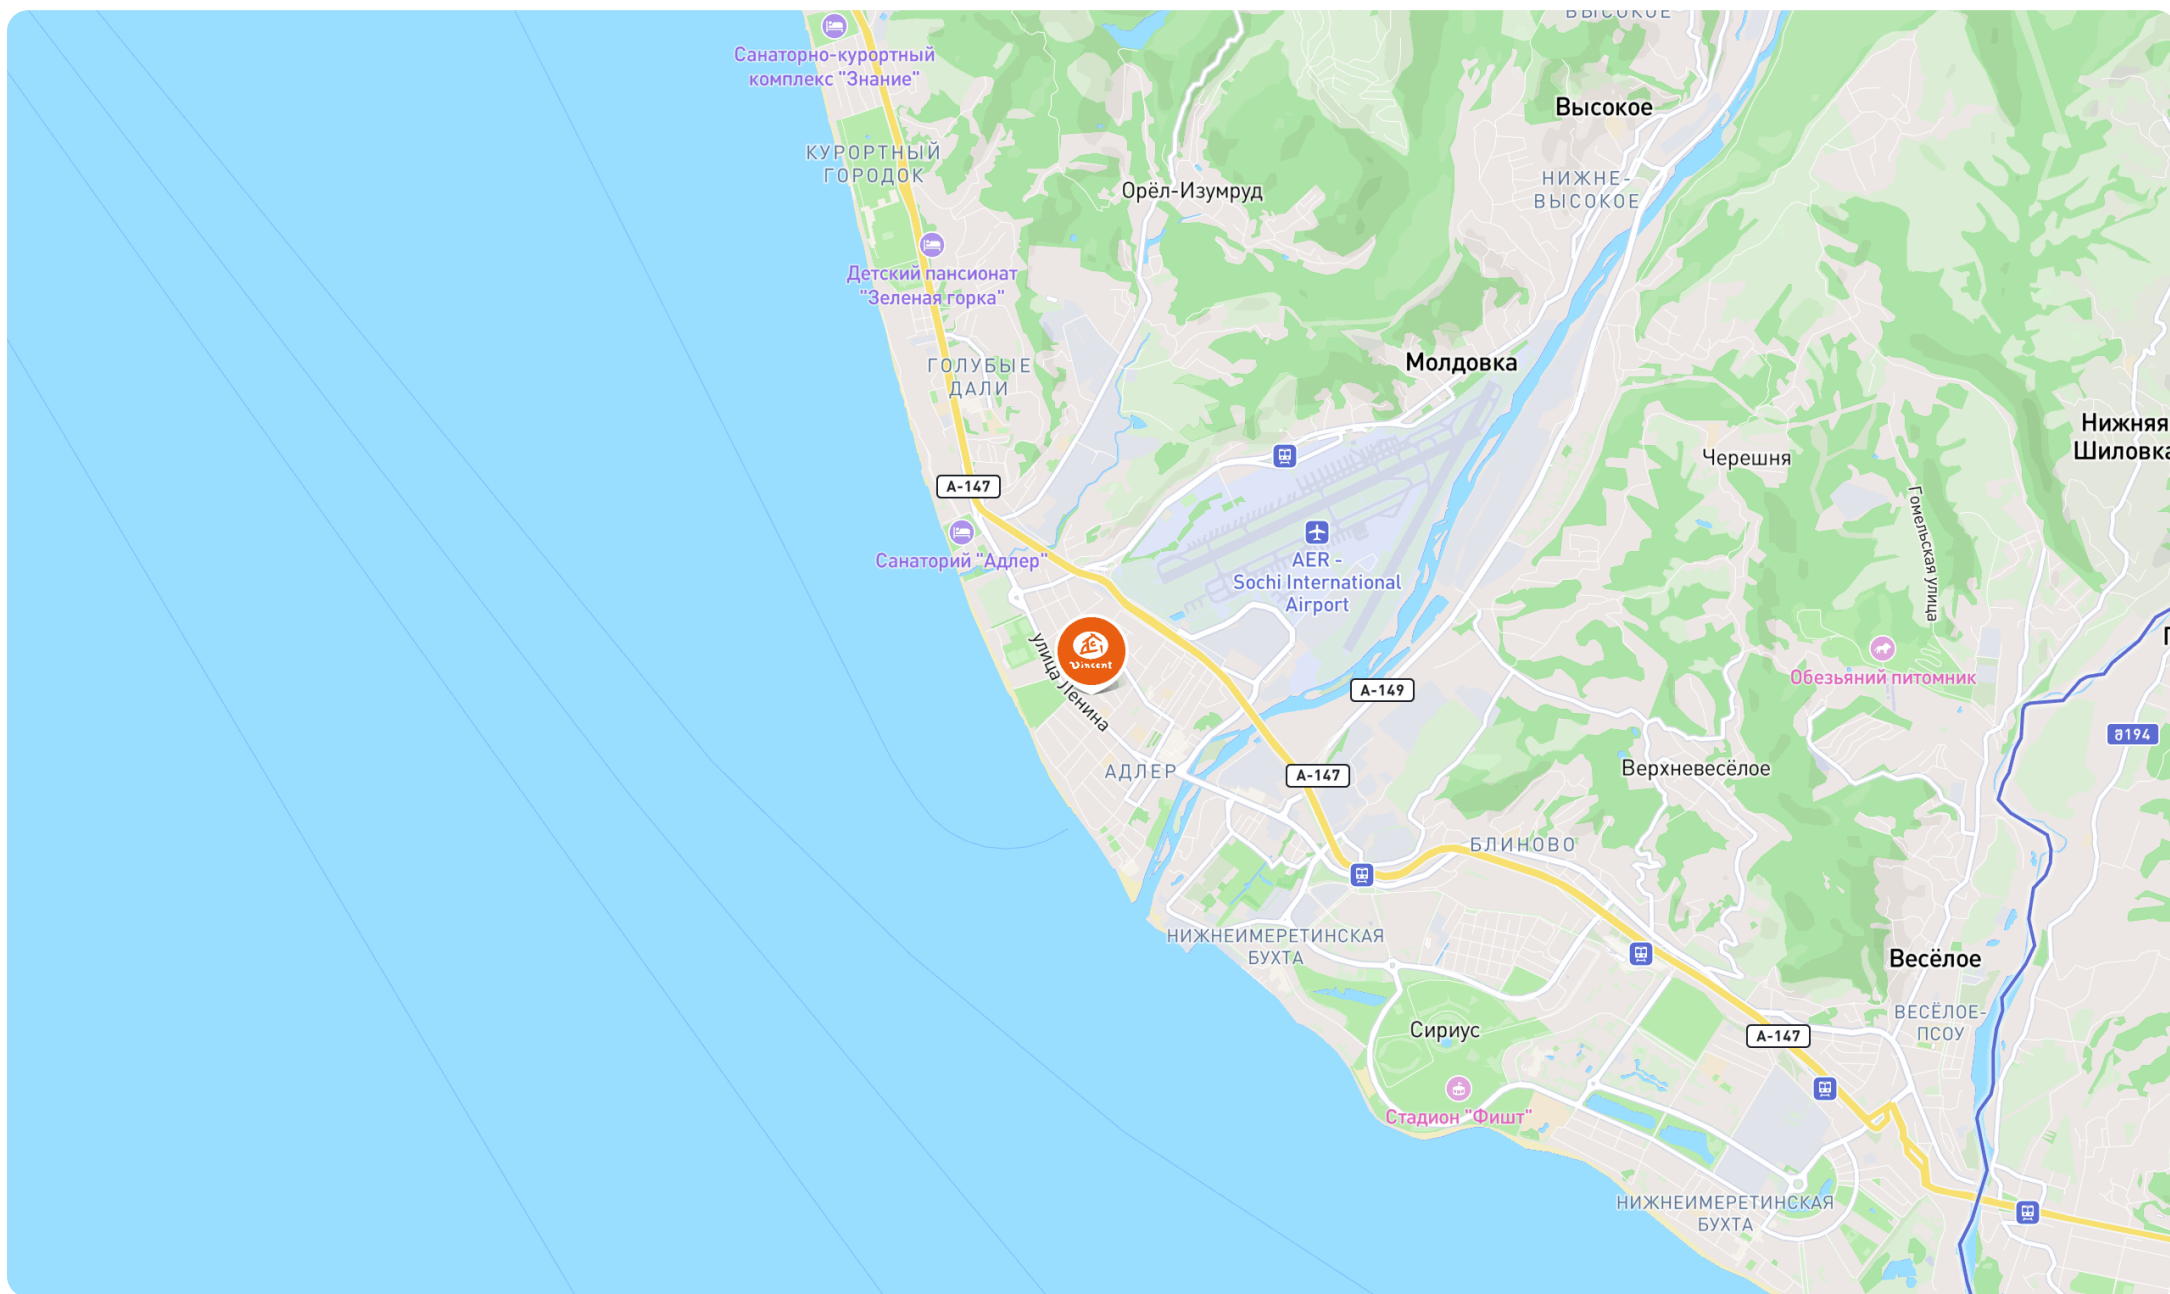 ВЫСОКОЕ
Санаторно-курортный
комплекс "Знание"
Высокое
КУРОРТНЫЙ
ГОРОДОК
Орёл-Изумруд
НИЖНЕ-
ВЫСОКОЕ
Детский пансионат
"Зеленая горка"
ГОЛУБЫЕ
ДАЛИ
Молдовка
Нижняя
Шиловка
Черешня
A-147
Гомельская улица
Санаторий "Адлер"
AER -
Sochi International
Airport
Vincent
улица Ленина
Обезьяний питомник
A-149
შ194
АДЛЕР
A-147
Верхневесёлое
БЛИНОВО
НИЖНЕИМЕРЕТИНСКАЯ
БУХТА
Весёлое
ВЕСЁЛОЕ-
ПСОУ
Сириус
A-147
Стадион "Фишт"
НИЖНЕИМЕРЕТИНСКАЯ
БУХТА